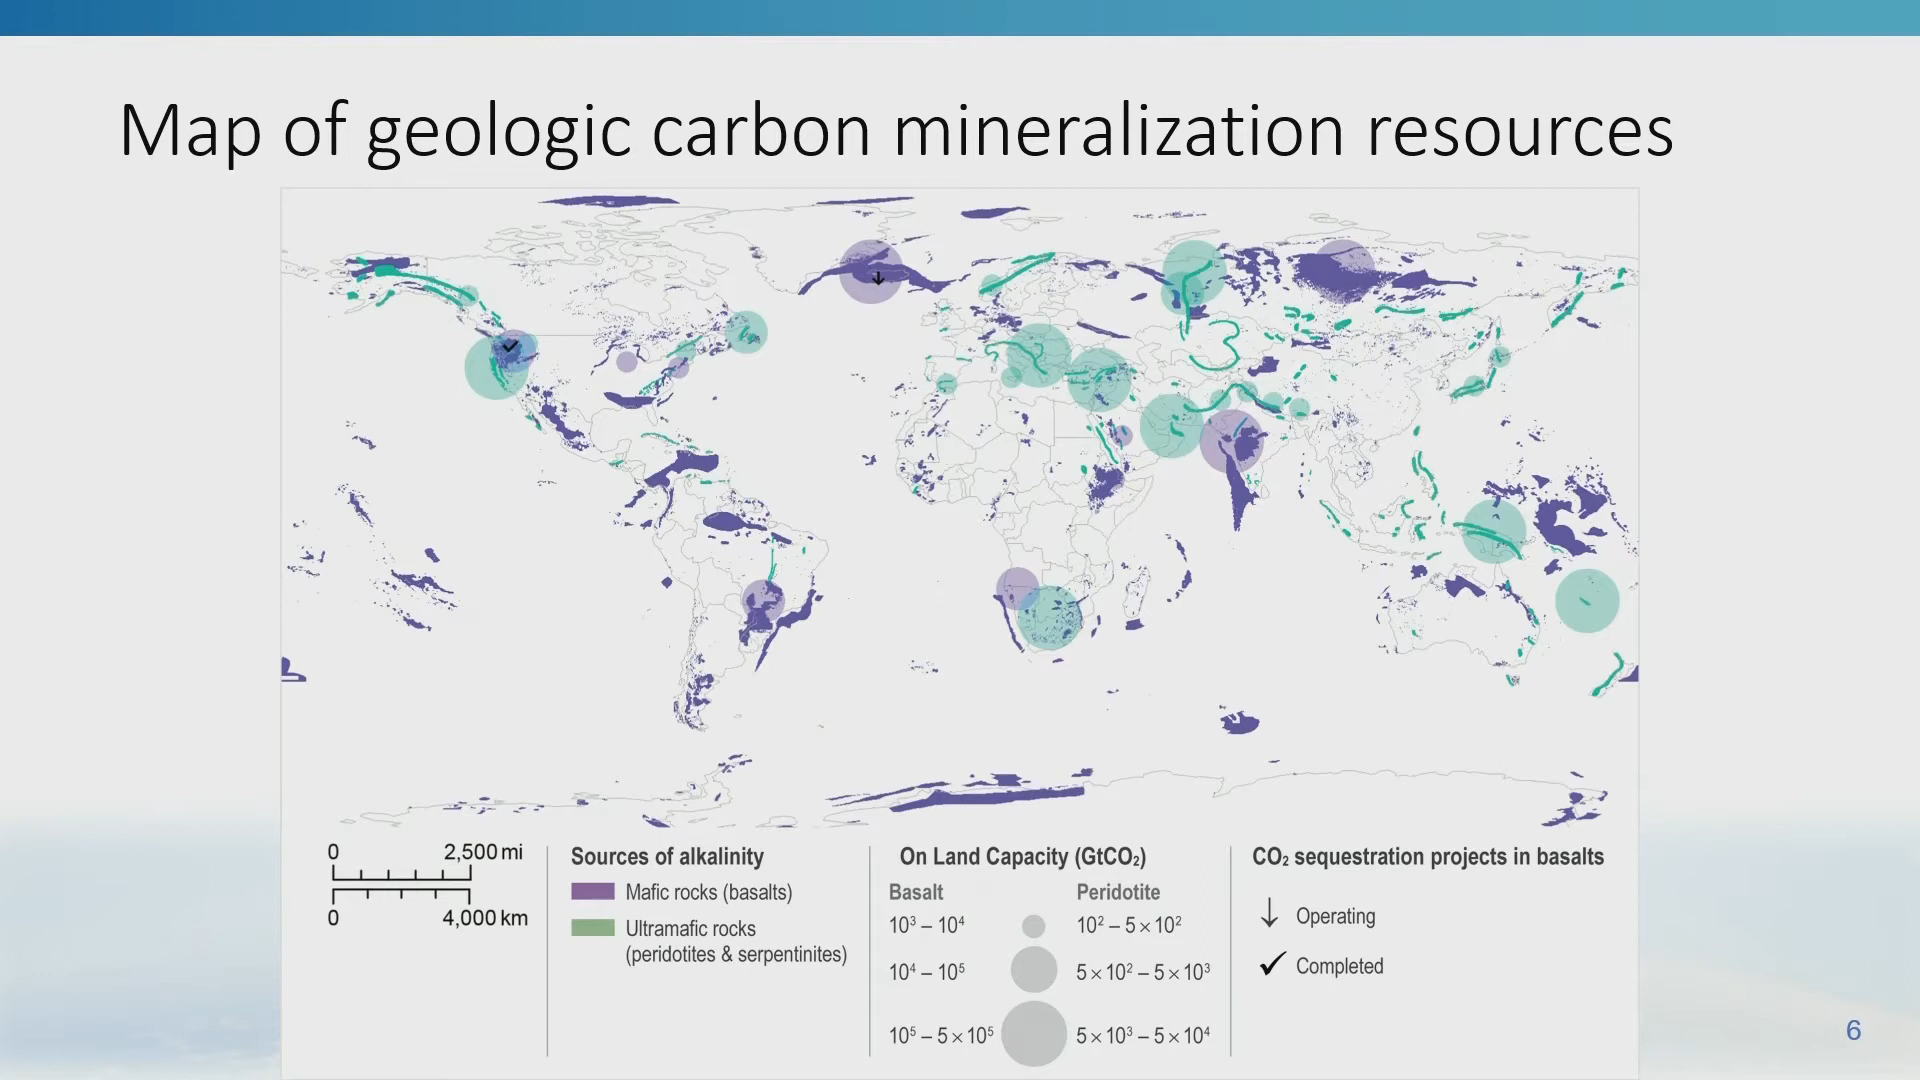 Map of geologic carbon mineralization resources
0 2,500 mi
0 4,000 km
Sources of alkalinity
Mafic rocks (basalts)
Ultramafic rocks
(peridotites & serpentinites)
On Land Capacity (GtCO₂)
Basalt Peridotite
10³ – 10⁴ 10² – 5×10²
10⁴ – 10⁵ 5×10² – 5×10³
10⁵ – 5×10⁵ 5×10³ – 5×10⁴
CO₂ sequestration projects in basalts
Operating
Completed
6